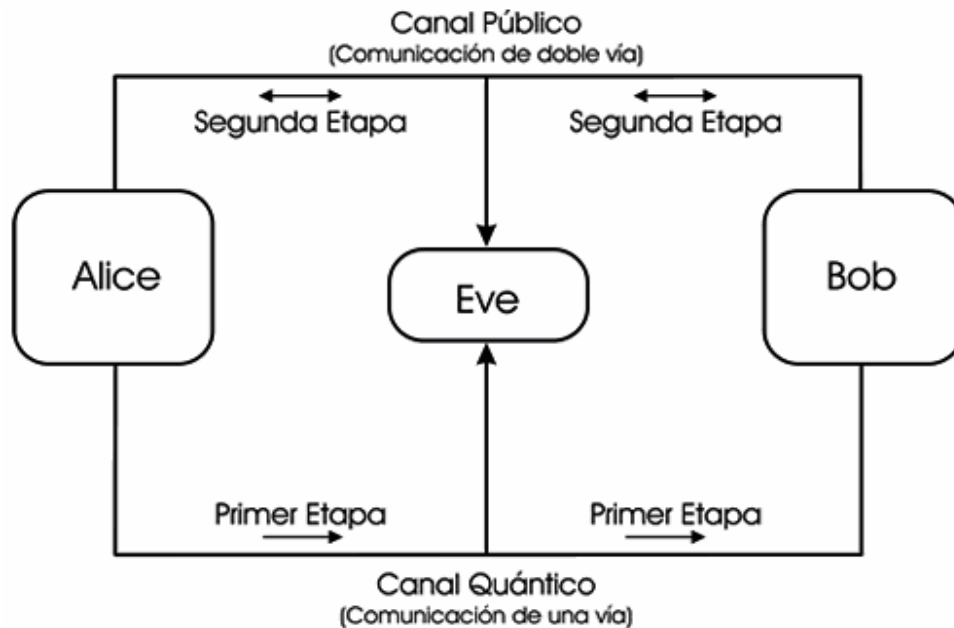 Canal Público
(Comunicación de doble vía)
Segunda Etapa
Segunda Etapa
Alice
Eve
Bob
Primer Etapa
Primer Etapa
Canal Quántico
(Comunicación de una vía)